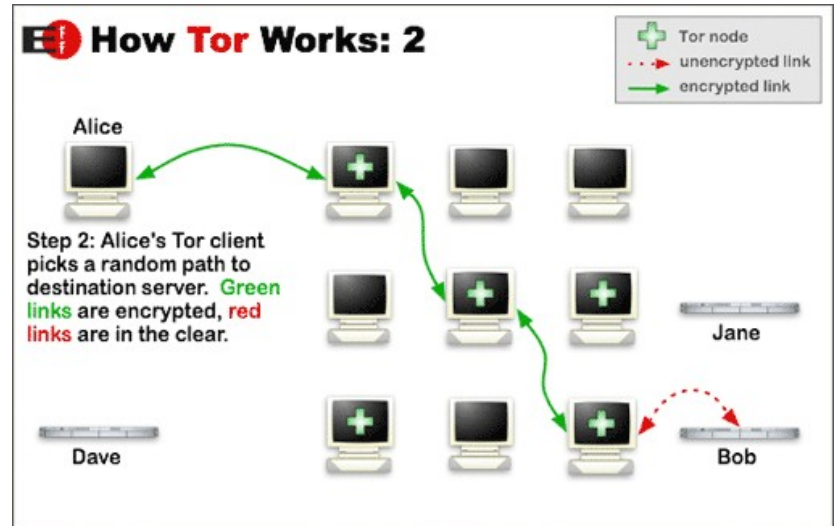 EFF How Tor Works: 2
Tor node
unencrypted link
encrypted link
Alice
Step 2: Alice's Tor client
picks a random path to
destination server. Green
links are encrypted, red
links are in the clear.
Jane
Dave
Bob